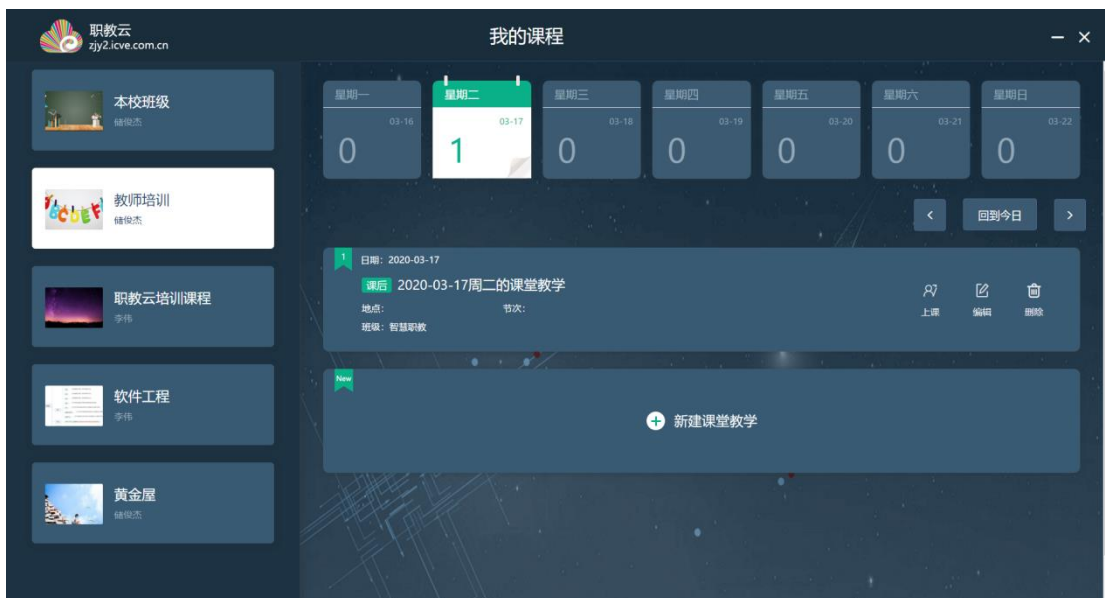 职教云
zjy2.icve.com.cn
我的课程
本校班级
储俊杰
教师培训
储俊杰
职教云培训课程
李伟
软件工程
李伟
黄金屋
储俊杰
星期一
03-16
0
星期二
03-17
1
星期三
03-18
0
星期四
03-19
0
星期五
03-20
0
星期六
03-21
0
星期日
03-22
0
<
回到今日
>
1
日期: 2020-03-17
课后 2020-03-17周二的课堂教学
地点: 节次:
班级: 智慧职教
上课 编辑 删除
New
新建课堂教学